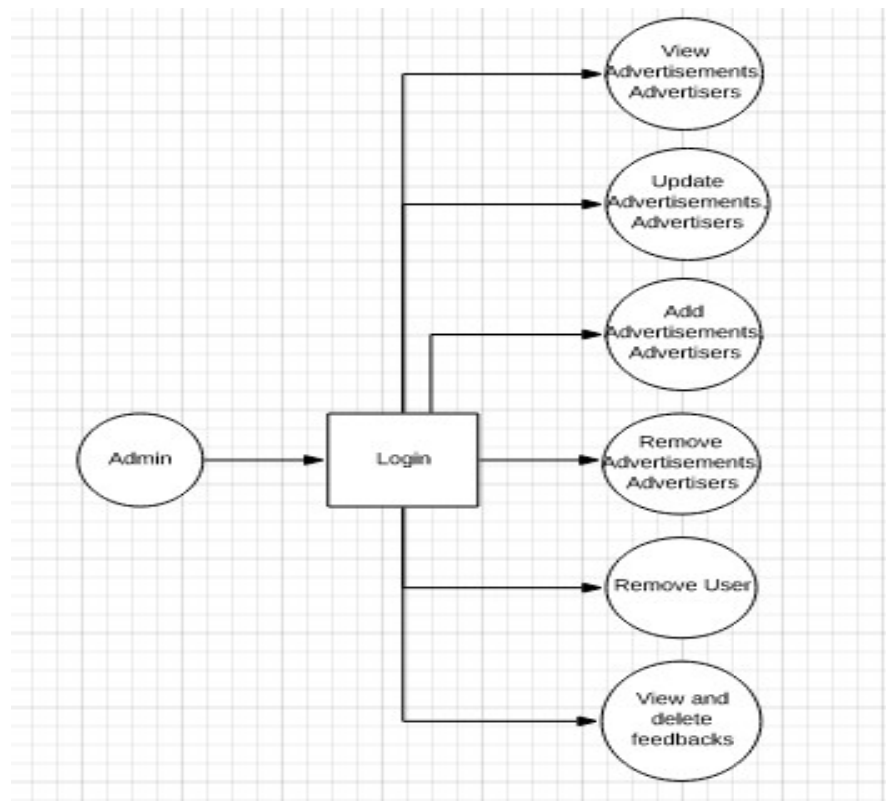 View
Advertisements,
Advertisers
Update
Advertisements,
Advertisers
Add
Advertisements,
Advertisers
Admin
Login
Remove
Advertisements,
Advertisers
Remove User
View and
delete
feedbacks